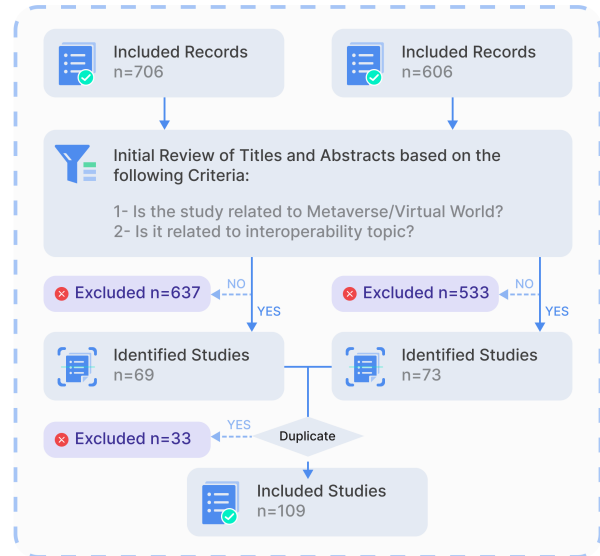 Included Records
n=706
Included Records
n=606
Initial Review of Titles and Abstracts based on the
following Criteria:
1- Is the study related to Metaverse/Virtual World?
2- Is it related to interoperability topic?
Excluded n=637
NO
YES
Excluded n=533
NO
YES
Identified Studies
n=69
Identified Studies
n=73
Excluded n=33
YES
Duplicate
Included Studies
n=109